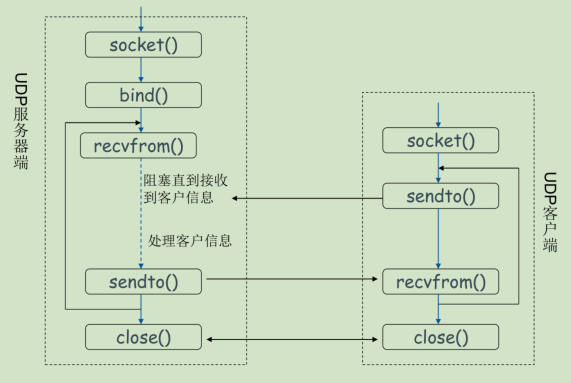 UDP服务器端
socket()
bind()
recvfrom()
阻塞直到接收
到客户信息
处理客户信息
sendto()
close()
UDP客户端
socket()
sendto()
recvfrom()
close()